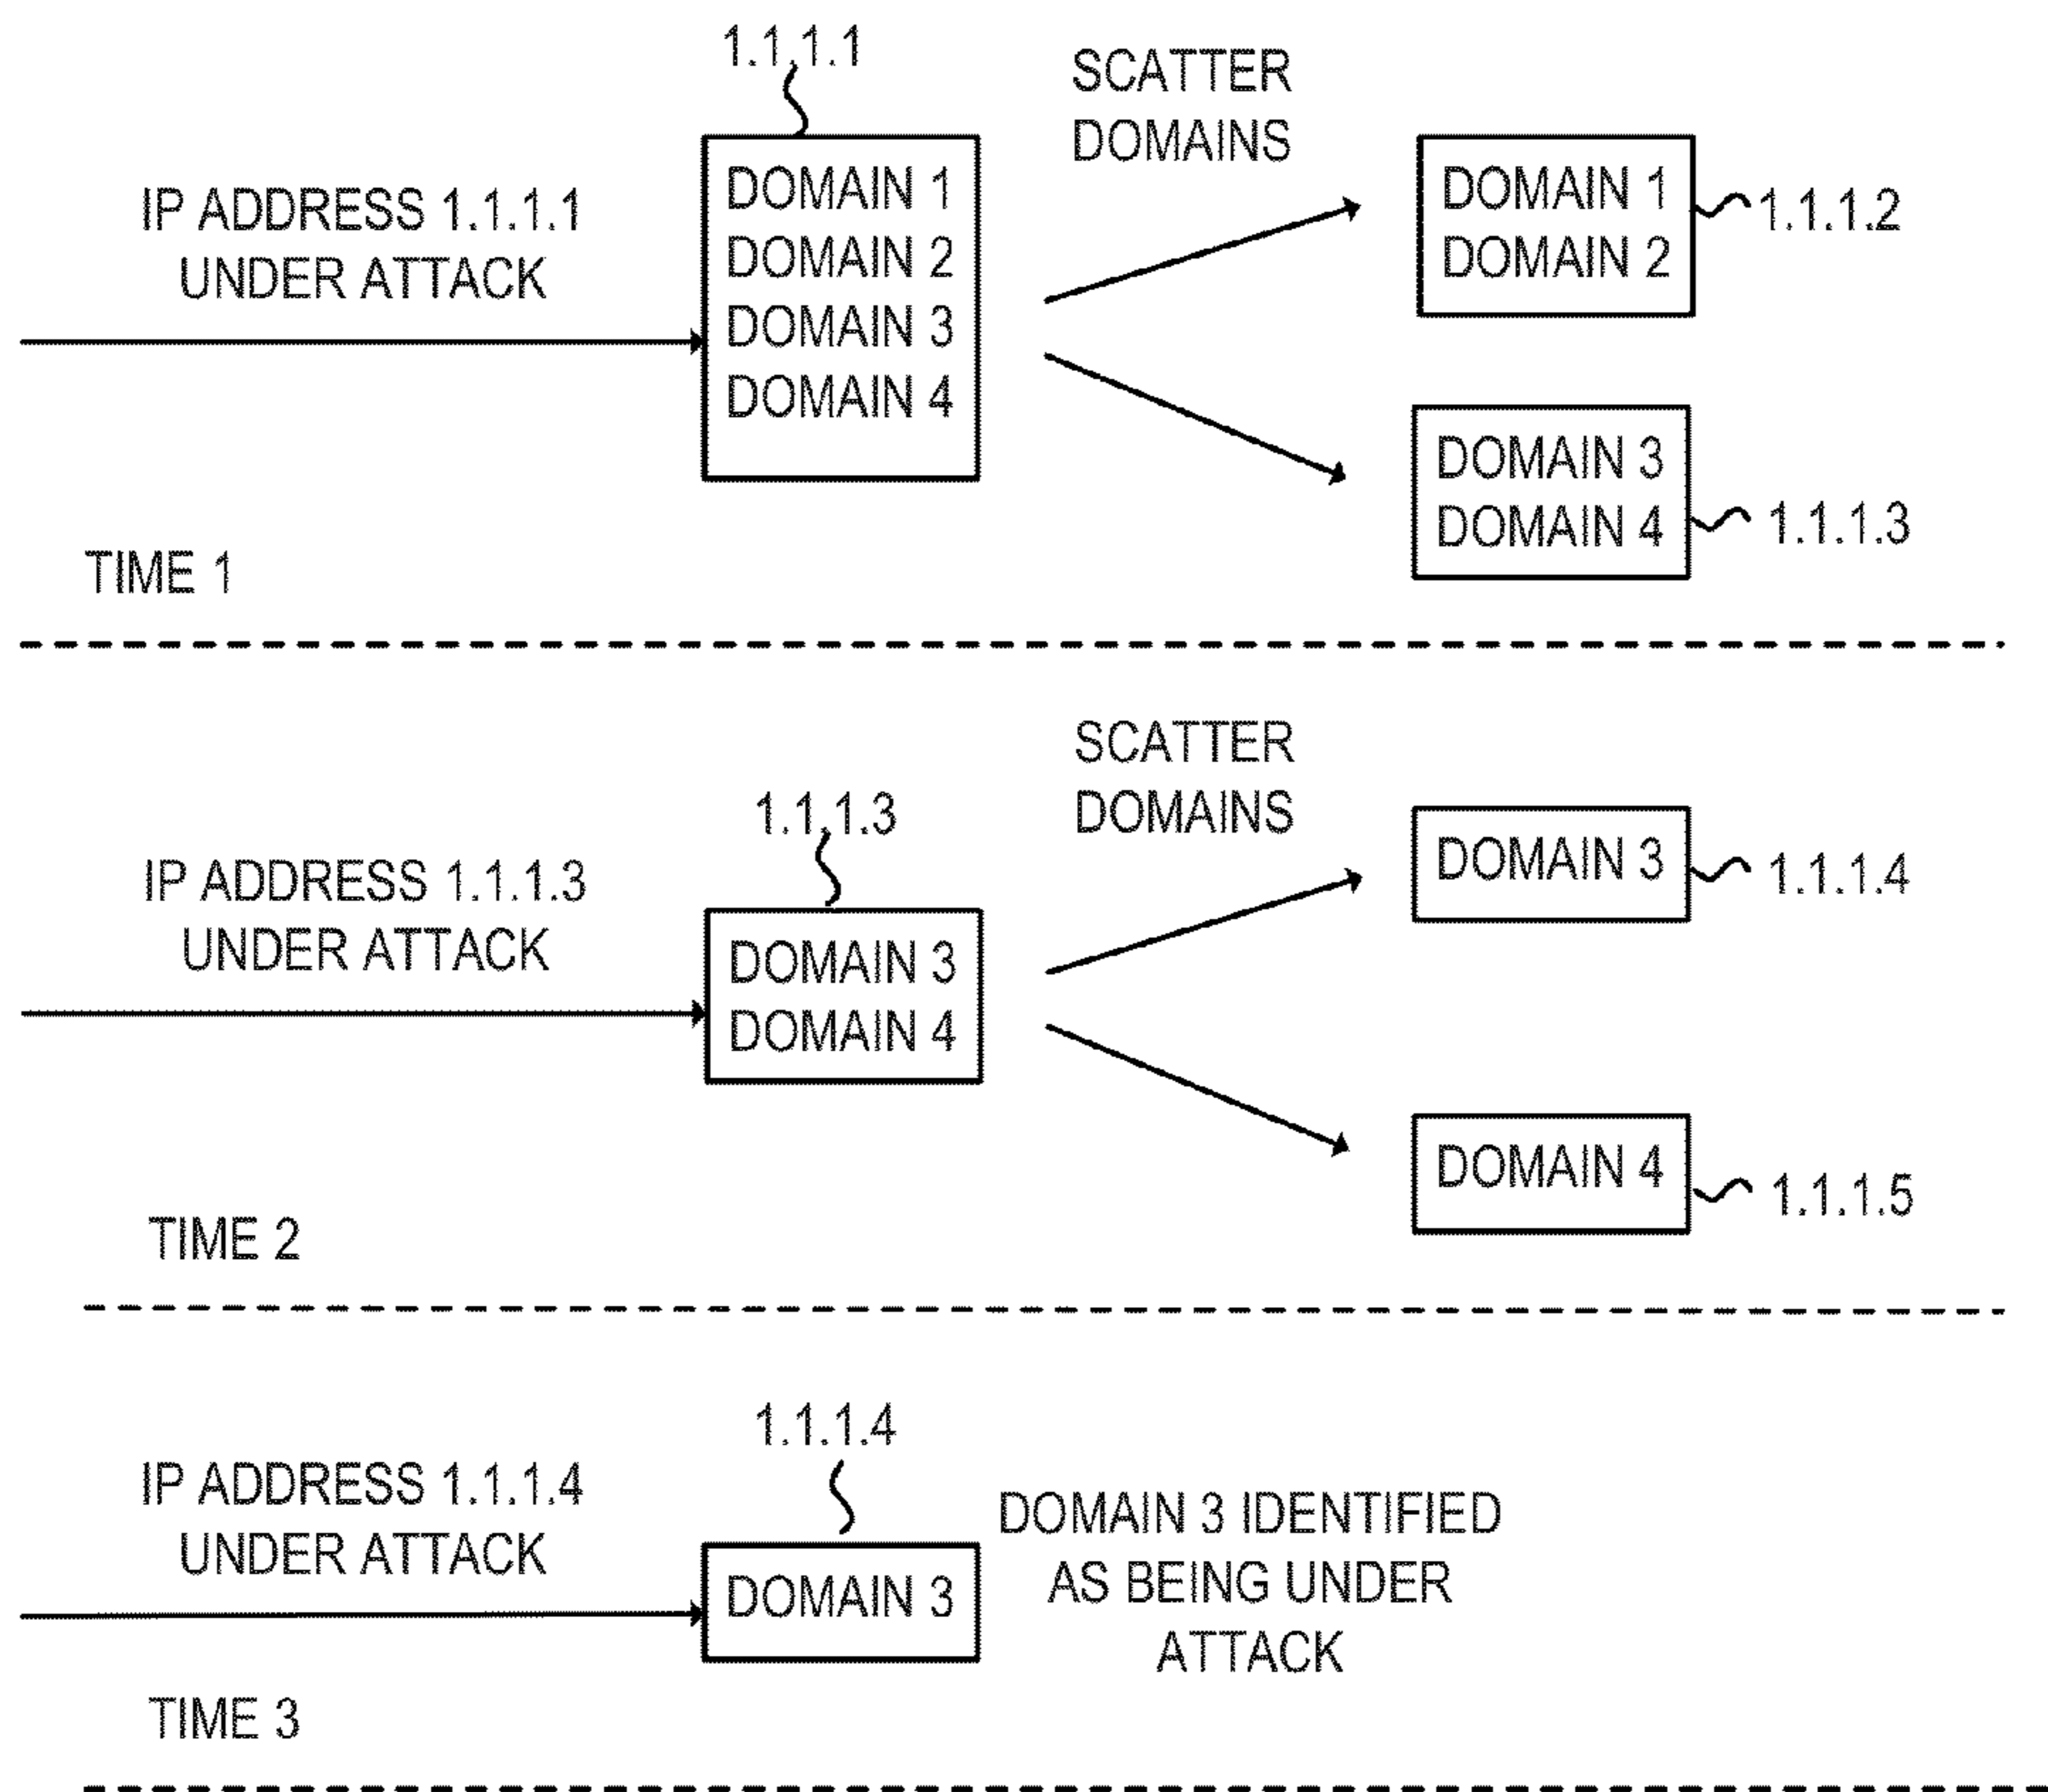 1.1.1.1
SCATTER
DOMAINS
IP ADDRESS 1.1.1.1
UNDER ATTACK
DOMAIN 1
DOMAIN 2
DOMAIN 3
DOMAIN 4
DOMAIN 1
DOMAIN 2
1.1.1.2
DOMAIN 3
DOMAIN 4
1.1.1.3
TIME 1
SCATTER
DOMAINS
1.1.1.3
IP ADDRESS 1.1.1.3
UNDER ATTACK
DOMAIN 3
DOMAIN 4
DOMAIN 3
1.1.1.4
DOMAIN 4
1.1.1.5
TIME 2
1.1.1.4
IP ADDRESS 1.1.1.4
UNDER ATTACK
DOMAIN 3
DOMAIN 3 IDENTIFIED
AS BEING UNDER
ATTACK
TIME 3